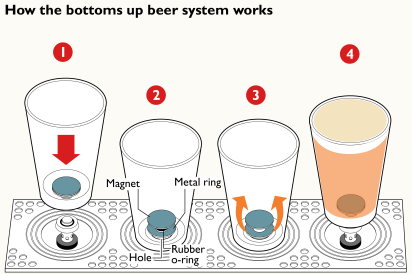 How the bottoms up beer system works
1
2
3
4
Magnet
Metal ring
Hole
Rubber
o-ring